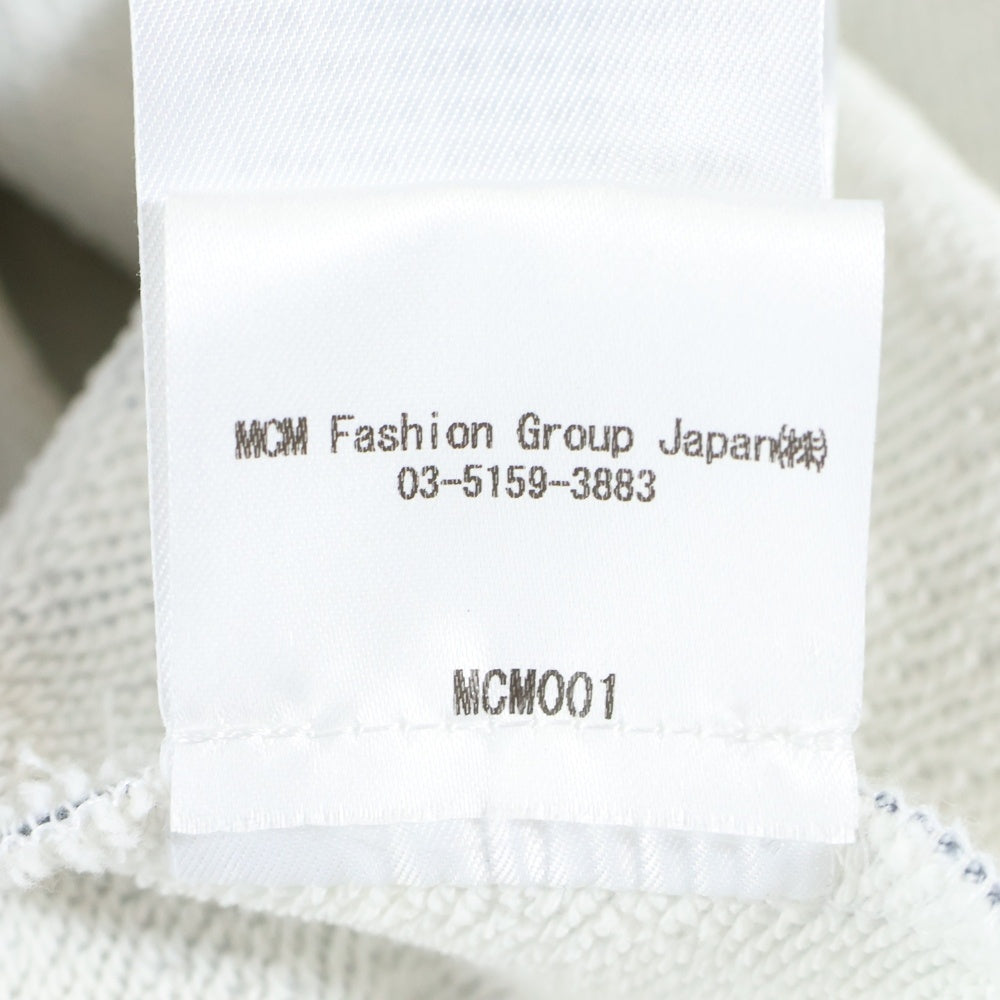 MCM Fashion Group Japan(株)
03-5159-3883
MCM001